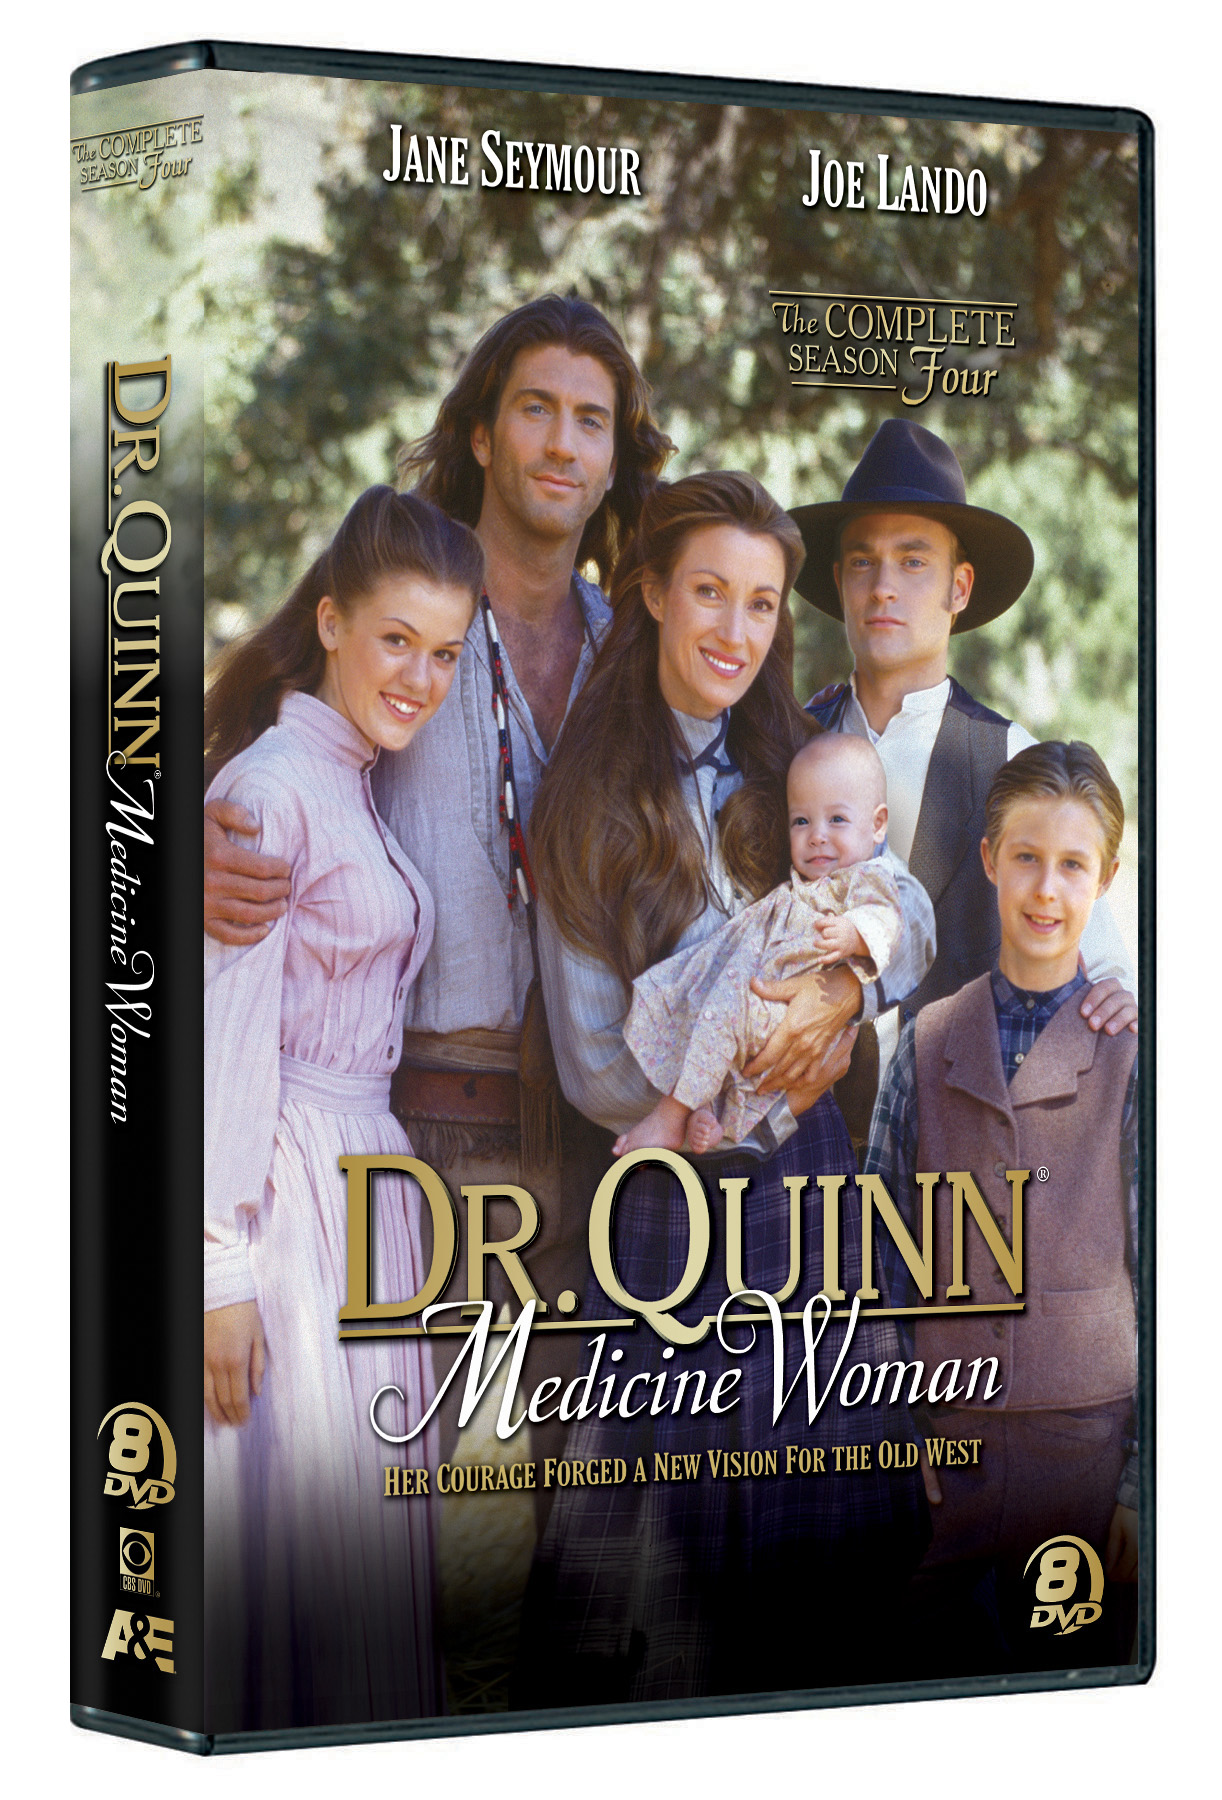 The COMPLETE
SEASON Four
DR. QUINN®
Medicine Woman
8
DVD
CBS DVD
A&E
JANE SEYMOUR
JOE LANDO
The COMPLETE
SEASON Four
DR. QUINN®
Medicine Woman
HER COURAGE FORGED A NEW VISION FOR THE OLD WEST
8
DVD